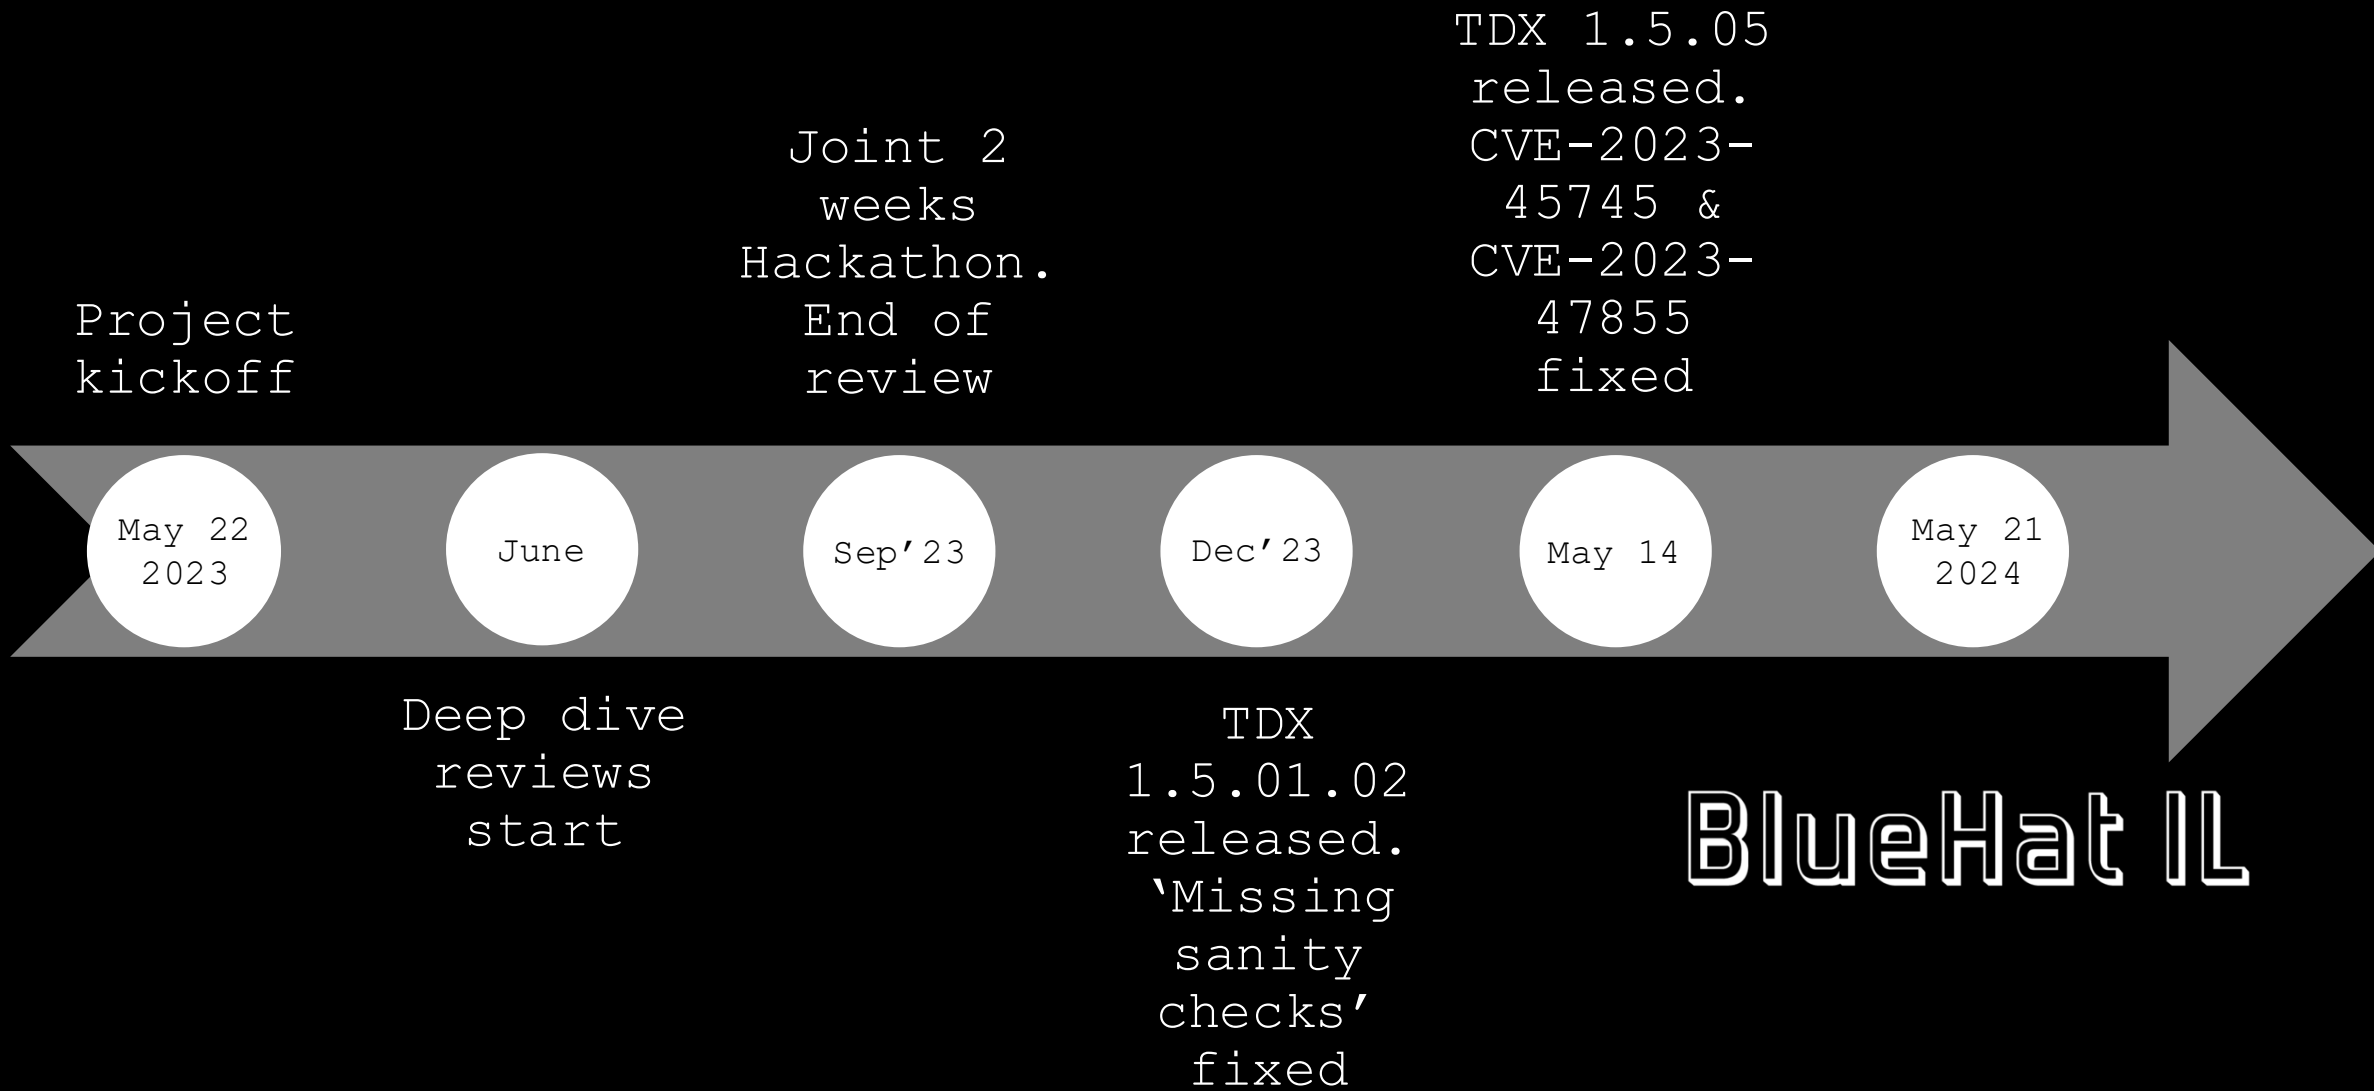 Project
kickoff
May 22
2023
June
Deep dive
reviews
start
Joint 2
weeks
Hackathon.
End of
review
Sep’23
Dec’23
TDX
1.5.01.02
released.
‘Missing
sanity
checks’
fixed
TDX 1.5.05
released.
CVE-2023-
45745 &
CVE-2023-
47855
fixed
May 14
May 21
2024
BlueHat IL